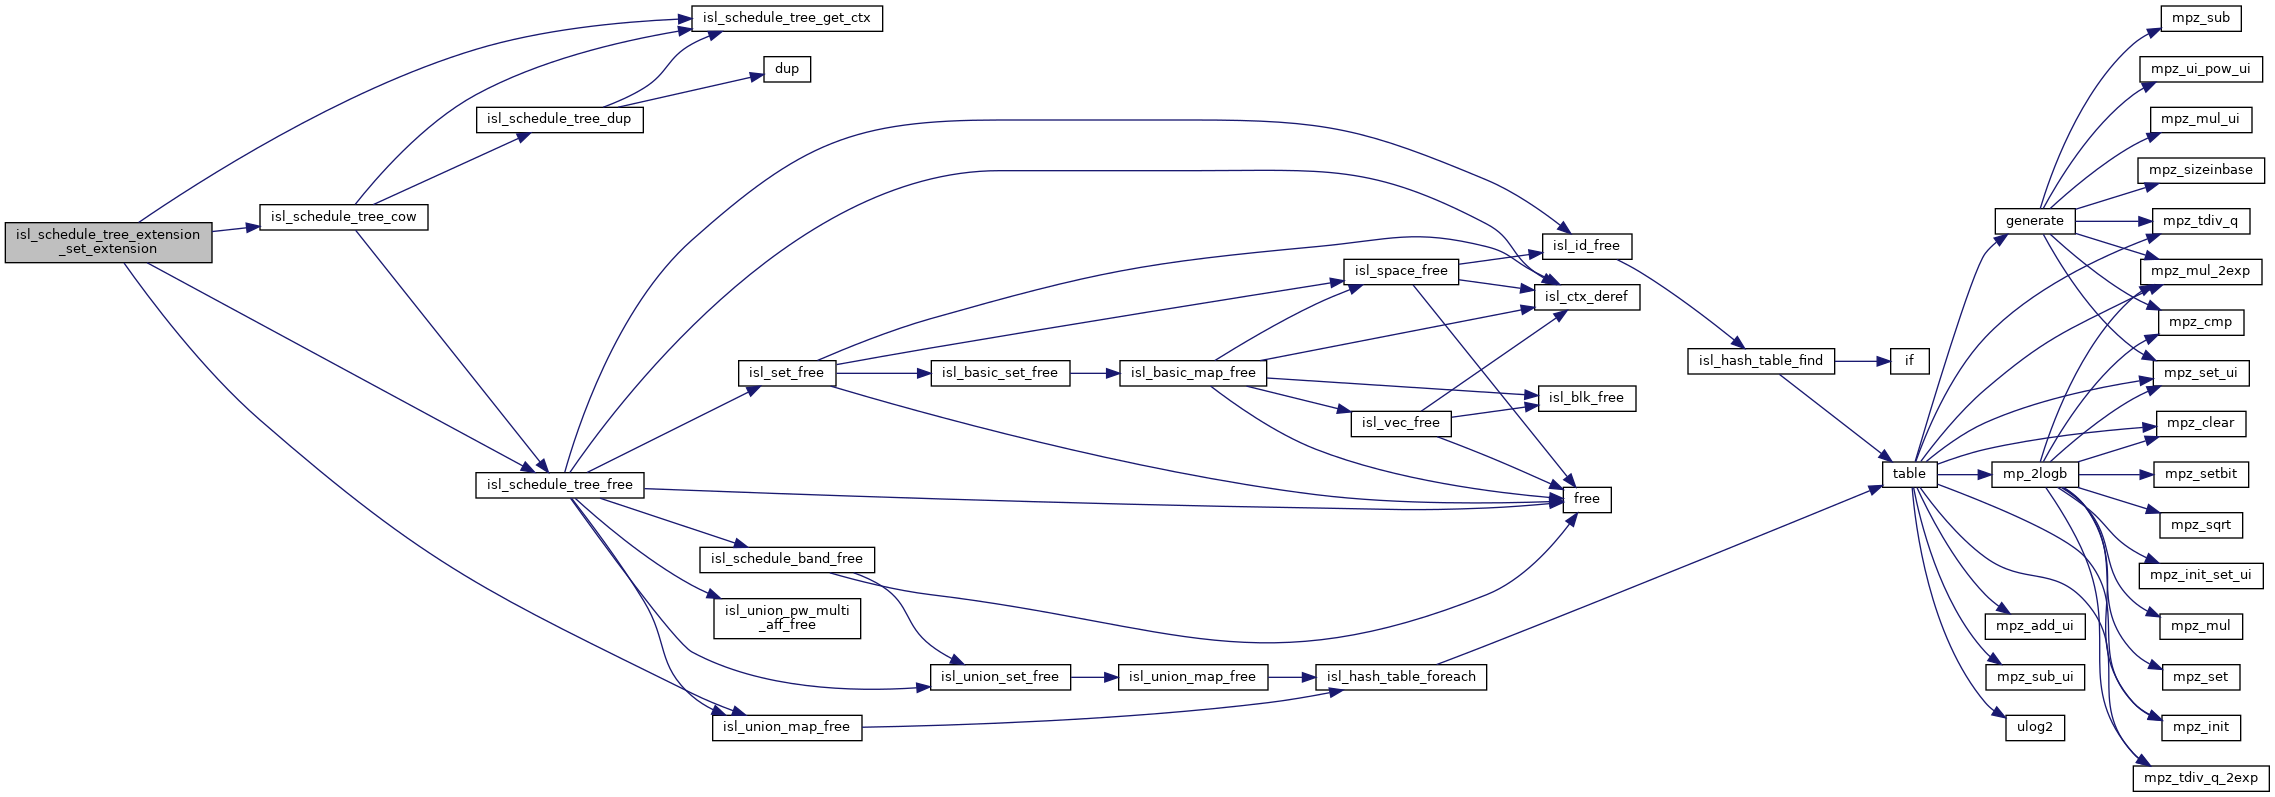 isl_schedule_tree_extension
_set_extension
isl_schedule_tree_get_ctx
dup
isl_schedule_tree_dup
isl_schedule_tree_cow
isl_schedule_tree_free
isl_set_free
isl_schedule_band_free
isl_union_pw_multi
_aff_free
isl_union_map_free
isl_basic_set_free
isl_union_set_free
isl_basic_map_free
isl_union_map_free
isl_space_free
isl_vec_free
isl_hash_table_foreach
isl_id_free
isl_ctx_deref
isl_blk_free
free
isl_hash_table_find
if
table
generate
mp_2logb
mpz_add_ui
mpz_sub_ui
ulog2
mpz_sub
mpz_ui_pow_ui
mpz_mul_ui
mpz_sizeinbase
mpz_tdiv_q
mpz_mul_2exp
mpz_cmp
mpz_set_ui
mpz_clear
mpz_setbit
mpz_sqrt
mpz_init_set_ui
mpz_mul
mpz_set
mpz_init
mpz_tdiv_q_2exp